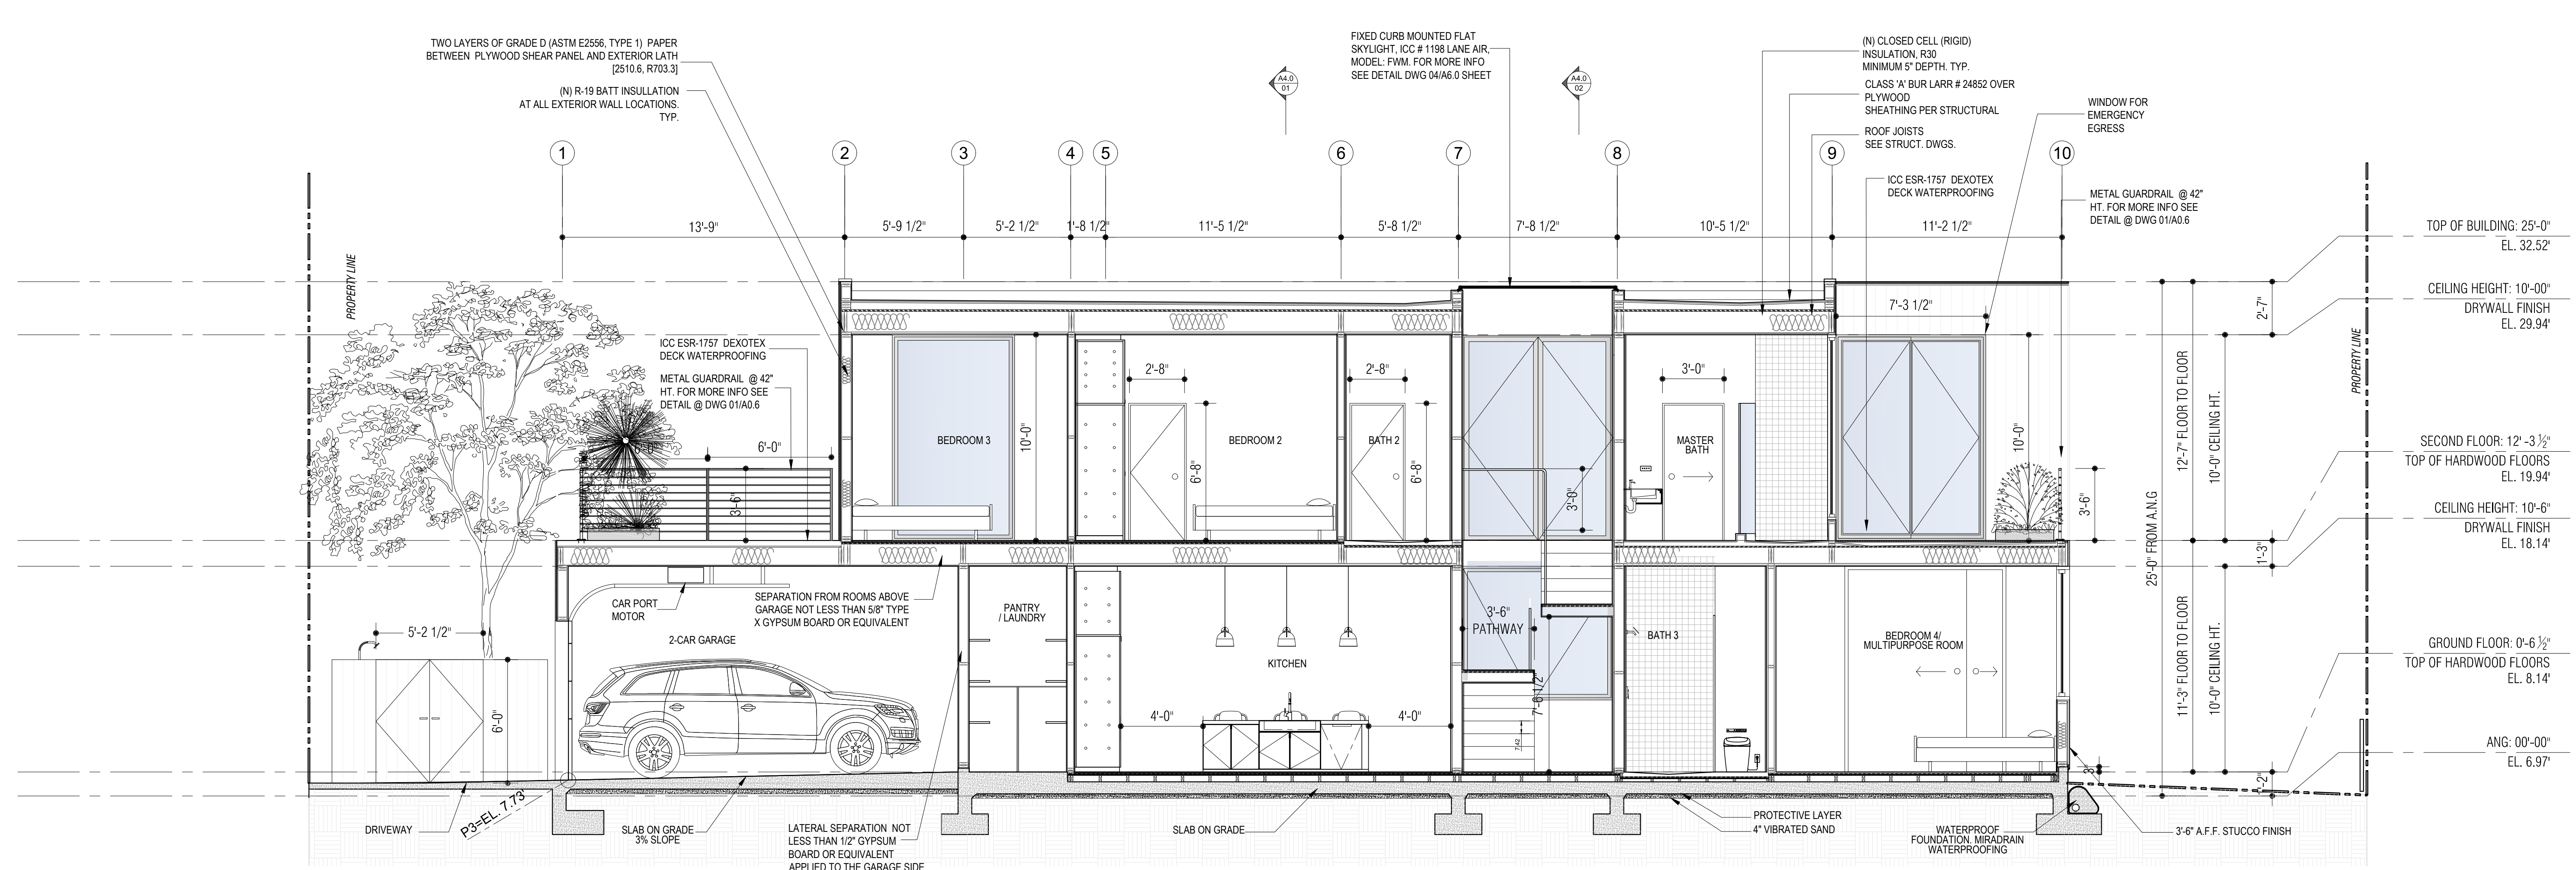 TWO LAYERS OF GRADE D (ASTM E2556, TYPE 1) PAPER
BETWEEN PLYWOOD SHEAR PANEL AND EXTERIOR LATH
[2510.6, R703.3]
(N) R-19 BATT INSULLATION
AT ALL EXTERIOR WALL LOCATIONS.
TYP.
FIXED CURB MOUNTED FLAT
SKYLIGHT, ICC # 1198 LANE AIR,
MODEL: FWM. FOR MORE INFO
SEE DETAIL DWG 04/A6.0 SHEET
A4.0
01
A4.0
02
(N) CLOSED CELL (RIGID)
INSULATION, R30
MINIMUM 5" DEPTH. TYP.
CLASS 'A' BUR LARR # 24852 OVER
PLYWOOD
SHEATHING PER STRUCTURAL
ROOF JOISTS
SEE STRUCT. DWGS.
WINDOW FOR
EMERGENCY
EGRESS
ICC ESR-1757 DEXOTEX
DECK WATERPROOFING
METAL GUARDRAIL @ 42"
HT. FOR MORE INFO SEE
DETAIL @ DWG 01/A0.6
1
2
3
4
5
6
7
8
9
10
13'-9"
5'-9 1/2"
5'-2 1/2"
1'-8 1/2"
11'-5 1/2"
5'-8 1/2"
7'-8 1/2"
10'-5 1/2"
11'-2 1/2"
PROPERTY LINE
PROPERTY LINE
TOP OF BUILDING: 25'-0"
EL. 32.52'
CEILING HEIGHT: 10'-00"
DRYWALL FINISH
EL. 29.94'
SECOND FLOOR: 12' -3 ½"
TOP OF HARDWOOD FLOORS
EL. 19.94'
CEILING HEIGHT: 10'-6"
DRYWALL FINISH
EL. 18.14'
GROUND FLOOR: 0'-6 ½"
TOP OF HARDWOOD FLOORS
EL. 8.14'
ANG: 00'-00"
EL. 6.97'
2'-7"
12'-7" FLOOR TO FLOOR
10'-0" CEILING HT.
25'-0" FROM A.N.G
1'-3"
11'-3" FLOOR TO FLOOR
10'-0" CEILING HT.
1'-2"
7'-3 1/2"
10'-0"
3'-6"
ICC ESR-1757 DEXOTEX
DECK WATERPROOFING
METAL GUARDRAIL @ 42"
HT. FOR MORE INFO SEE
DETAIL @ DWG 01/A0.6
6'-0"
6'-0"
3'-6"
BEDROOM 3
10'-0"
2'-8"
6'-8"
BEDROOM 2
2'-8"
BATH 2
6'-8"
3'-0"
3'-0"
MASTER
BATH
CAR PORT
MOTOR
SEPARATION FROM ROOMS ABOVE
GARAGE NOT LESS THAN 5/8" TYPE
X GYPSUM BOARD OR EQUIVALENT
2-CAR GARAGE
PANTRY
/ LAUNDRY
KITCHEN
4'-0"
4'-0"
3'-6"
PATHWAY
7'-6 1/2"
7.42
BATH 3
BEDROOM 4/
MULTIPURPOSE ROOM
5'-2 1/2"
6'-0"
3"
DRIVEWAY
P3=EL. 7.73'
SLAB ON GRADE
3% SLOPE
LATERAL SEPARATION NOT
LESS THAN 1/2" GYPSUM
BOARD OR EQUIVALENT
APPLIED TO THE GARAGE SIDE
SLAB ON GRADE
PROTECTIVE LAYER
4" VIBRATED SAND
WATERPROOF
FOUNDATION. MIRADRAIN
WATERPROOFING
3'-6" A.F.F. STUCCO FINISH